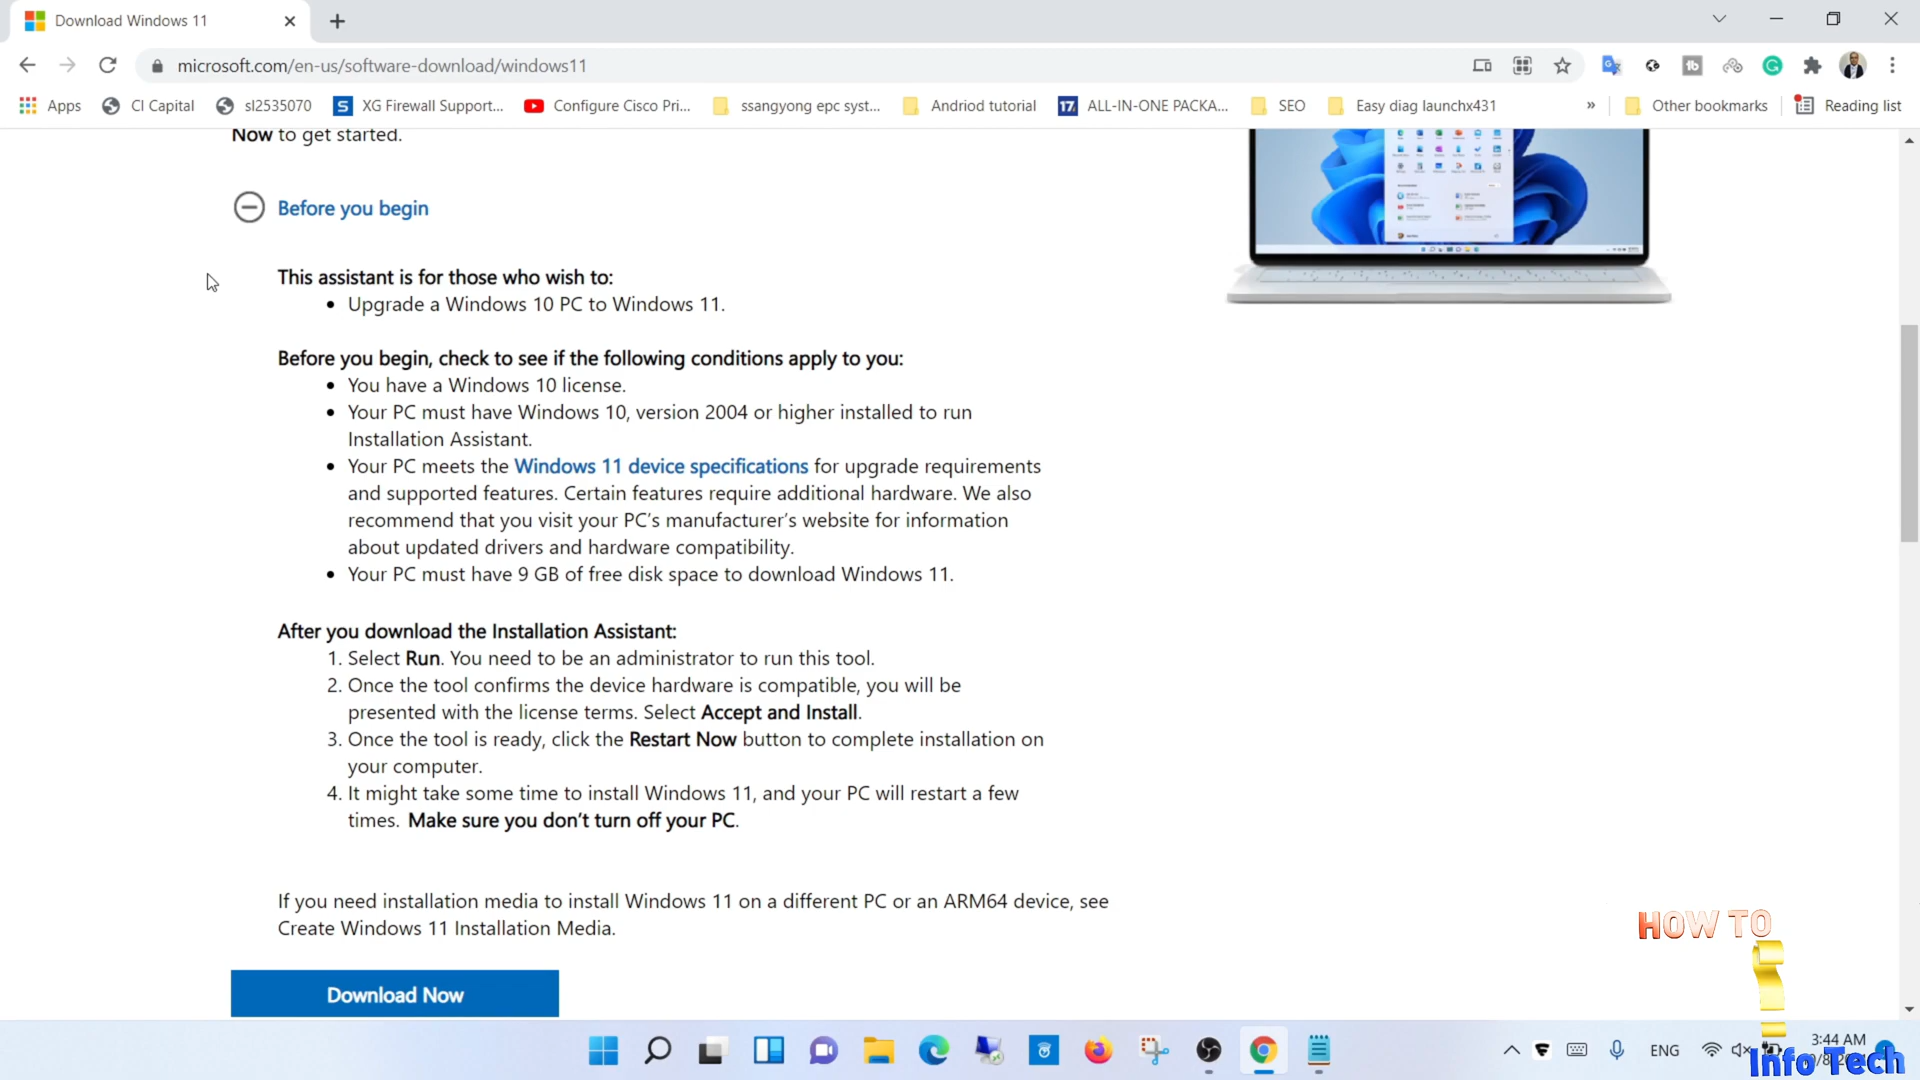 Download Windows 11
microsoft.com/en-us/software-download/windows11
Apps CI Capital sl2535070 XG Firewall Support... Configure Cisco Pri... ssangyong epc syst... Andriod tutorial ALL-IN-ONE PACKA... SEO Easy diag launchx431 » Other bookmarks Reading list
Now to get started.
Before you begin
This assistant is for those who wish to:
• Upgrade a Windows 10 PC to Windows 11.
Before you begin, check to see if the following conditions apply to you:
• You have a Windows 10 license.
• Your PC must have Windows 10, version 2004 or higher installed to run
Installation Assistant.
• Your PC meets the Windows 11 device specifications for upgrade requirements
and supported features. Certain features require additional hardware. We also
recommend that you visit your PC’s manufacturer’s website for information
about updated drivers and hardware compatibility.
• Your PC must have 9 GB of free disk space to download Windows 11.
After you download the Installation Assistant:
1. Select Run. You need to be an administrator to run this tool.
2. Once the tool confirms the device hardware is compatible, you will be
presented with the license terms. Select Accept and Install.
3. Once the tool is ready, click the Restart Now button to complete installation on
your computer.
4. It might take some time to install Windows 11, and your PC will restart a few
times. Make sure you don’t turn off your PC.
If you need installation media to install Windows 11 on a different PC or an ARM64 device, see
Create Windows 11 Installation Media.
Download Now
HOW TO
Info Tech
ENG
3:44 AM